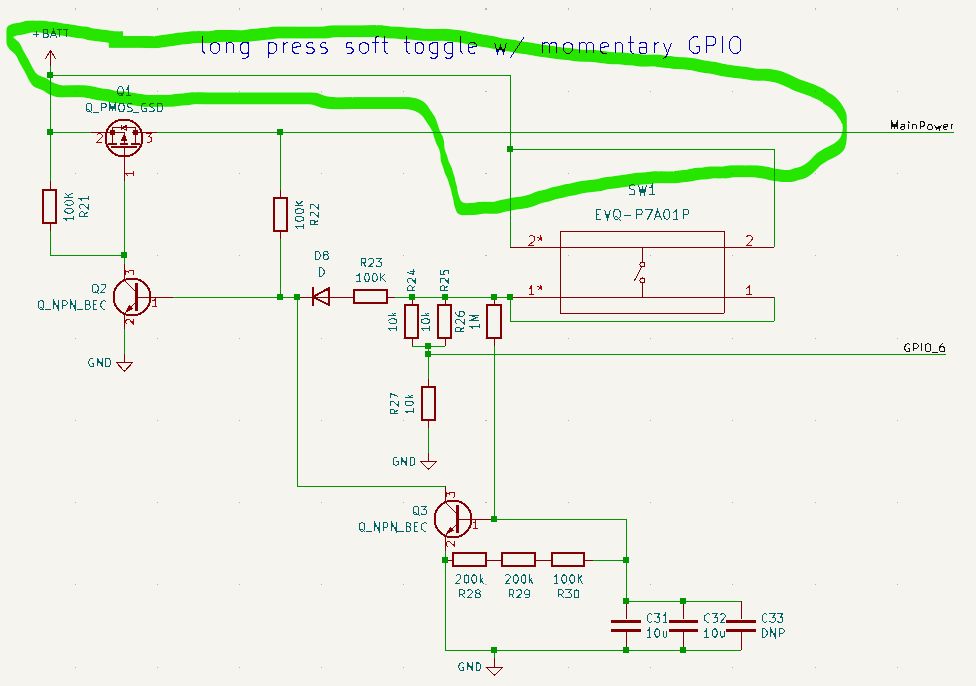 +BATT
long press soft toggle w/ momentary GPIO
Q1
Q_PMOS_GSD
2
3
1
MainPower
100K
R21
100K
R22
SW1
EVQ-P7A01P
2*
2
1*
1
D8
D
R23
100K
R24
10k
R25
10k
R26
1M
Q2
Q_NPN_BEC
3
1
2
GND
GPIO_6
R27
10k
GND
Q3
Q_NPN_BEC
3
1
2
200k
R28
200k
R29
100K
R30
C31
10u
C32
10u
C33
DNP
GND